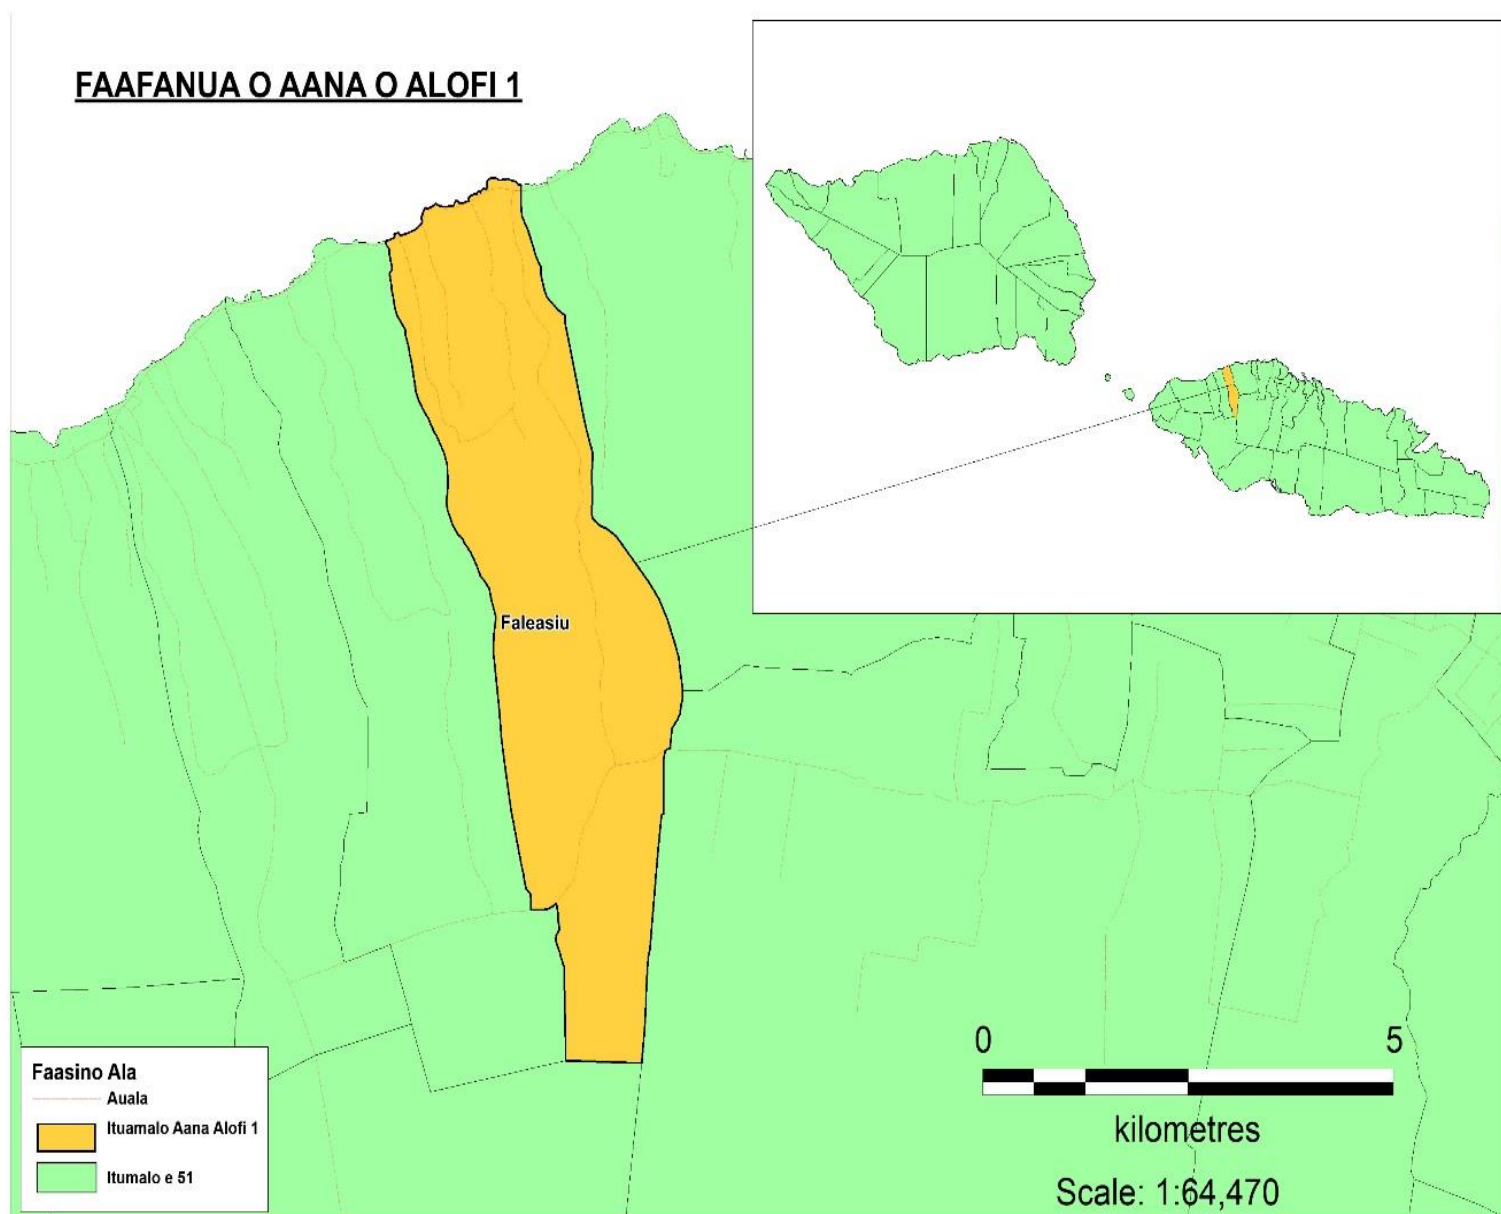 FAAFANUA O AANA O ALOFI 1
Faleasiu
Faasino Ala
Auala
Ituamalo Aana Alofi 1
Itumalo e 51
0 5
kilometres
Scale: 1:64,470